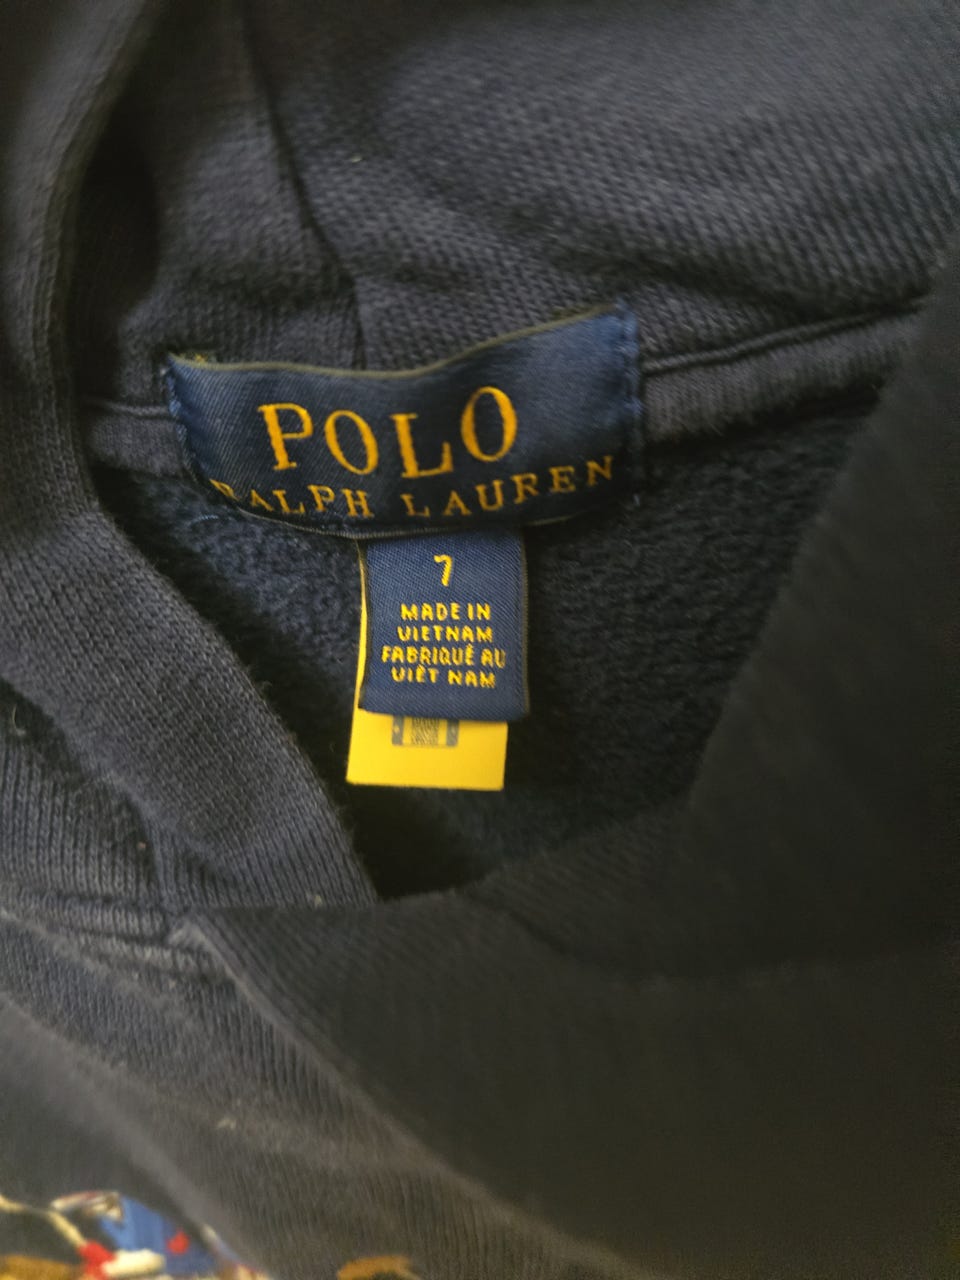 POLO
RALPH LAUREN
7
MADE IN
VIETNAM
FABRIQUÉ AU
VIÊT NAM